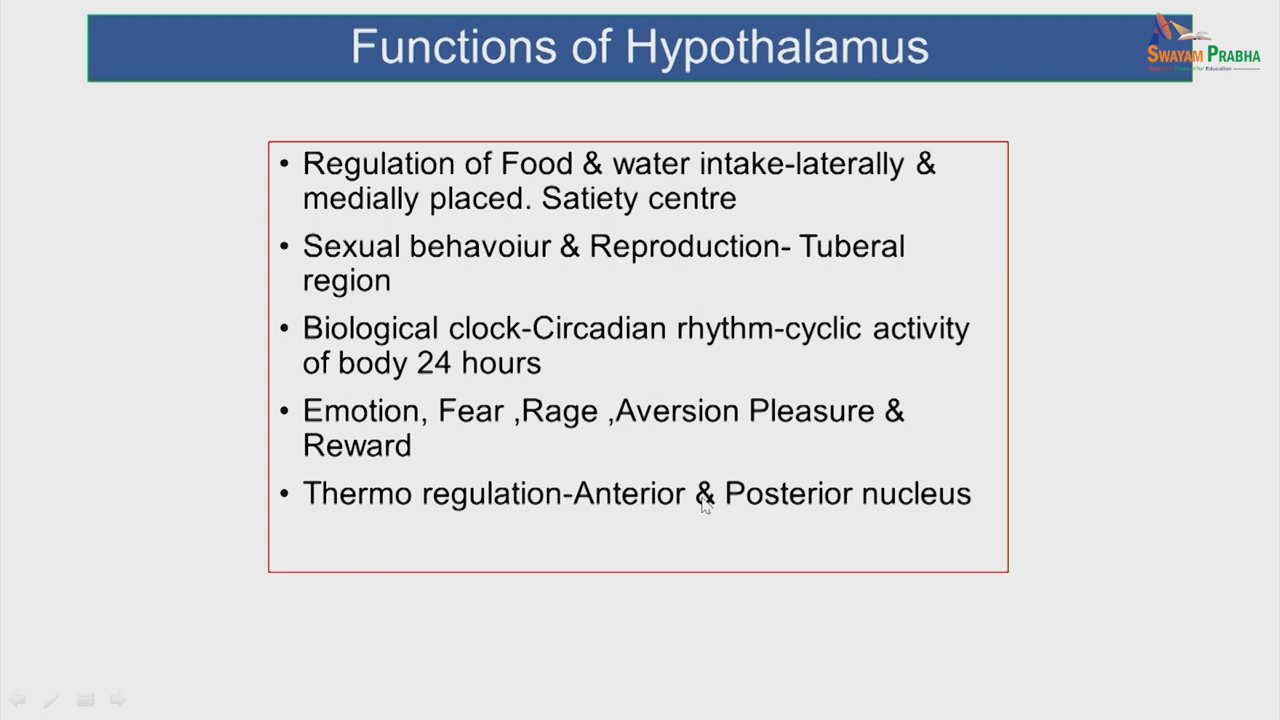 Functions of Hypothalamus
SWAYAM PRABHA
• Regulation of Food & water intake-laterally &
medially placed. Satiety centre
• Sexual behavoiur & Reproduction- Tuberal
region
• Biological clock-Circadian rhythm-cyclic activity
of body 24 hours
• Emotion, Fear ,Rage ,Aversion Pleasure &
Reward
• Thermo regulation-Anterior & Posterior nucleus